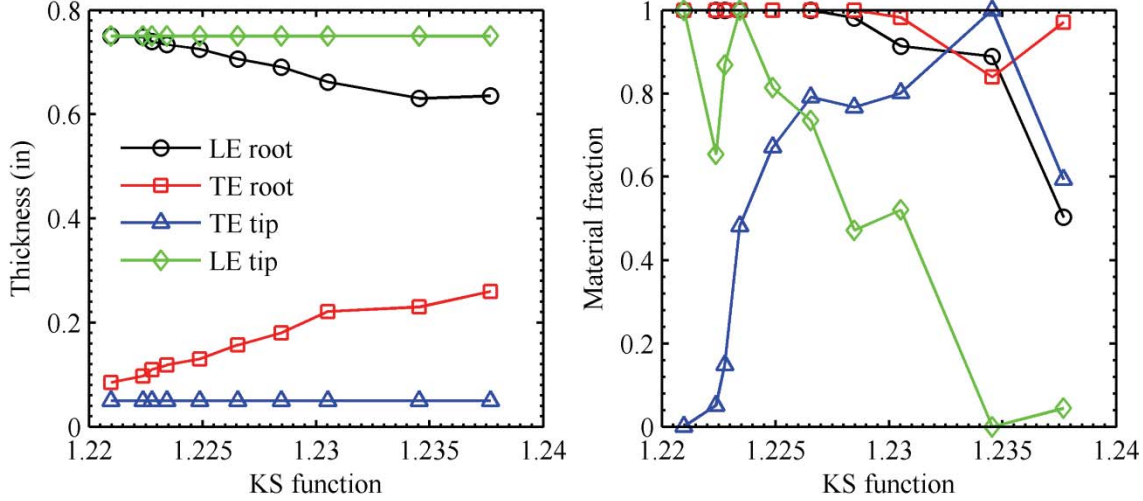 0.8
0.6
0.4
0.2
0
Thickness (in)
LE root
TE root
TE tip
LE tip
1.22
1.225
1.23
1.235
1.24
KS function
1
0.8
0.6
0.4
0.2
0
Material fraction
1.22
1.225
1.23
1.235
1.24
KS function